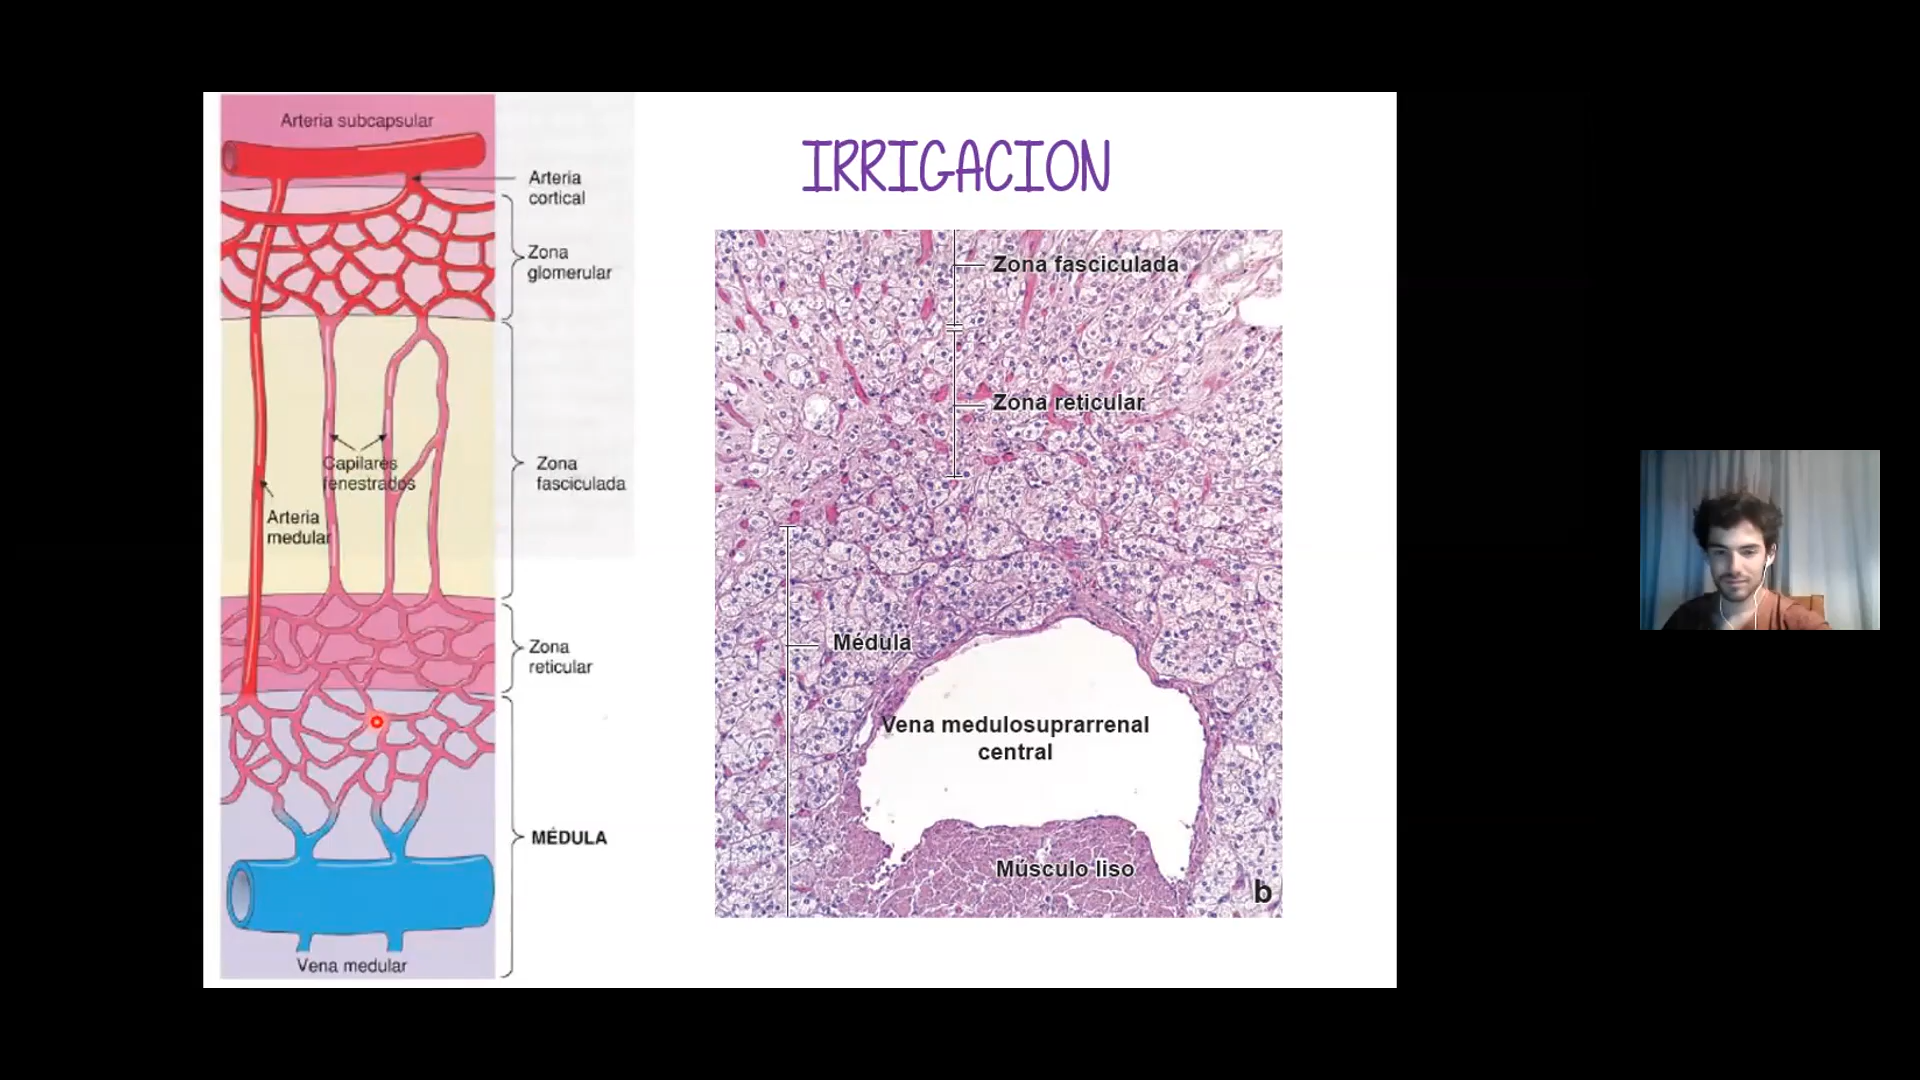 Arteria subcapsular
Arteria
cortical
Zona
glomerular
Capilares
fenestrados
Zona
fasciculada
Arteria
medular
Zona
reticular
MÉDULA
Vena medular
IRRIGACION
Zona fasciculada
Zona reticular
Médula
Vena medulosuprarrenal
central
Músculo liso
b